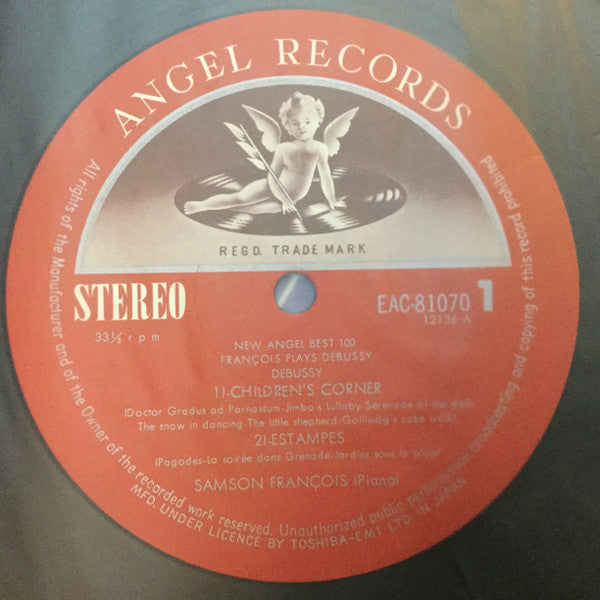 ANGEL RECORDS
REGD. TRADE MARK
STEREO
EAC-81070 1
33⅓ rpm
12136 A
NEW ANGEL BEST 100
FRANÇOIS PLAYS DEBUSSY
DEBUSSY
1)-CHILDREN'S CORNER
(Doctor Gradus ad Parnassum-Jimbo's Lullaby-Serenade of the doll
The snow in dancing-The little shepherd-Golliwog's cake walk)
2)-ESTAMPES
(Pagodes-La soirée dans Grenade-Jardins sous la pluie)
SAMSON FRANÇOIS (Piano)
All rights of the Manufacturer and of the Owner of the recorded work reserved. Unauthorized public performance, broadcasting and copying of this record prohibited
MFD. UNDER LICENCE BY TOSHIBA-EMI LTD. IN JAPAN